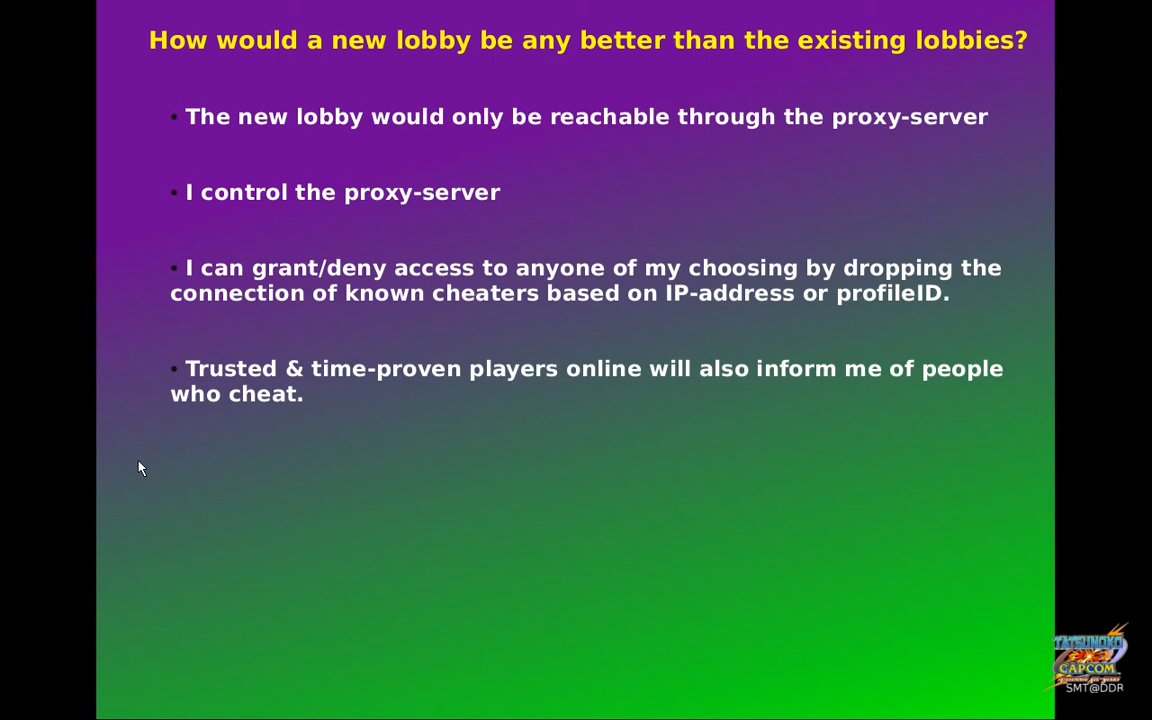 How would a new lobby be any better than the existing lobbies?
• The new lobby would only be reachable through the proxy-server
• I control the proxy-server
• I can grant/deny access to anyone of my choosing by dropping the
connection of known cheaters based on IP-address or profileID.
• Trusted & time-proven players online will also inform me of people
who cheat.
TATSUNOKO
CAPCOM
SMT@DDR